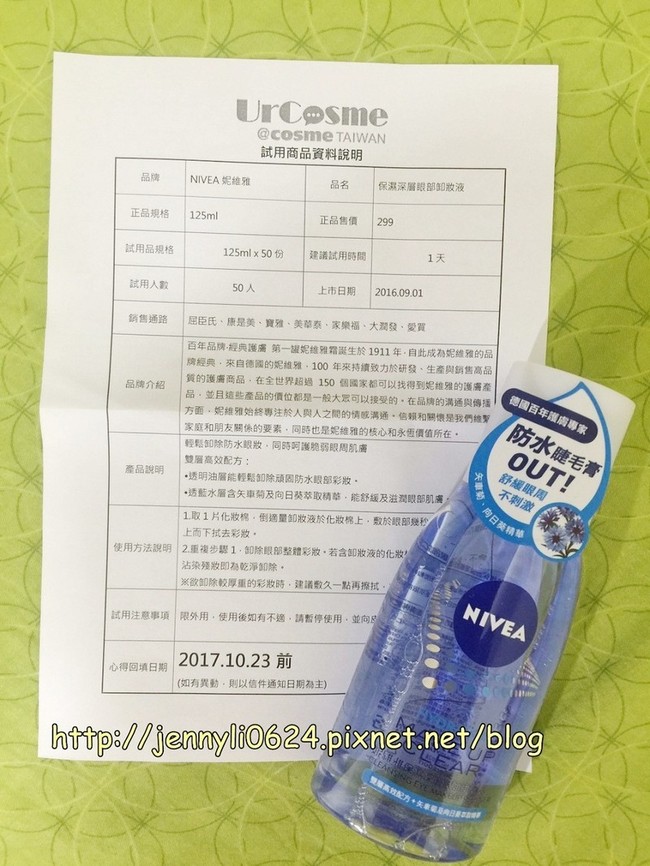 UrCosme
@cosme TAIWAN
試用商品資料說明
品牌 NIVEA 妮維雅 品名 保濕深層眼部卸妝液
正品規格 125ml 正品售價 299
試用品規格 125ml x 50 份 建議試用時間 1 天
試用人數 50 人 上市日期 2016.09.01
銷售通路 屈臣氏、康是美、寶雅、美華泰、家樂福、大潤發、愛買
品牌介紹
百年品牌-經典護膚 第一罐妮維雅霜誕生於 1911 年，自此成為妮維雅的品
牌經典，來自德國的妮維雅，100 年來持續致力於研發、生產與銷售高品
質的護膚商品，在全世界超過 150 個國家都可以找得到妮維雅的護膚產
品，並且這些產品的價位都是一般大眾可以接受的。在品牌的溝通與傳播
方面，妮維雅始終專注於人與人之間的情感溝通。信賴和關懷是我們維繫
家庭和朋友關係的要素，同時也是妮維雅的核心和永恆價值所在。
產品說明
輕鬆卸除防水眼妝，同時呵護脆弱眼周肌膚
雙層高效配方：
•透明油層能輕鬆卸除頑固防水眼部彩妝。
•透藍水層含矢車菊及向日葵萃取精華，能舒緩及滋潤眼部肌膚
使用方法說明
1.取 1 片化妝棉，倒適量卸妝液於化妝棉上，敷於眼部幾秒
上而下拭去彩妝。
2.重複步驟 1，卸除眼部整體彩妝。若含卸妝液的化妝
沾染殘妝即為乾淨卸除。
※欲卸除較厚重的彩妝時，建議敷久一點再擦拭，
試用注意事項 限外用，使用後如有不適，請暫停使用，並向皮
心得回填日期 2017.10.23 前
(如有異動，則以信件通知日期為主)
德國百年護膚專家
防水睫毛膏
OUT!
舒緩眼周
不刺激
矢車菊、向日葵精華
NIVEA
雙層高效配方
http://jennyli0624.pixnet.net/blog